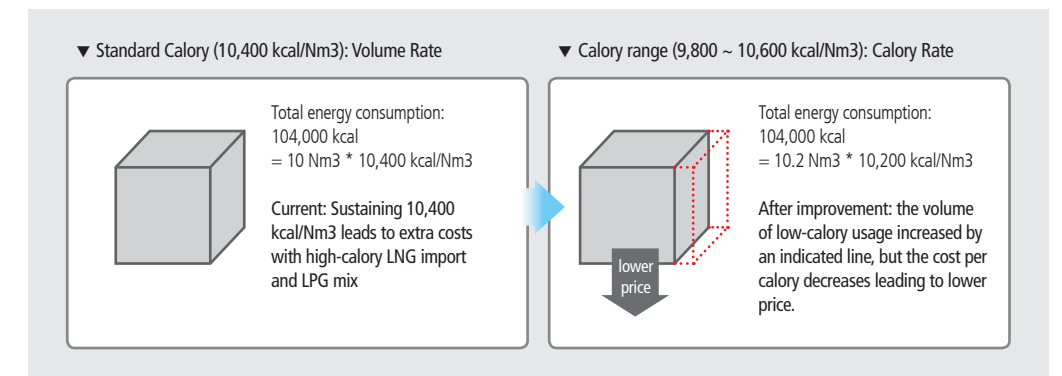 ▼ Standard Calory (10,400 kcal/Nm3): Volume Rate
Total energy consumption:
104,000 kcal
= 10 Nm3 * 10,400 kcal/Nm3
Current: Sustaining 10,400
kcal/Nm3 leads to extra costs
with high-calory LNG import
and LPG mix
▼ Calory range (9,800 ~ 10,600 kcal/Nm3): Calory Rate
lower
price
Total energy consumption:
104,000 kcal
= 10.2 Nm3 * 10,200 kcal/Nm3
After improvement: the volume
of low-calory usage increased by
an indicated line, but the cost per
calory decreases leading to lower
price.